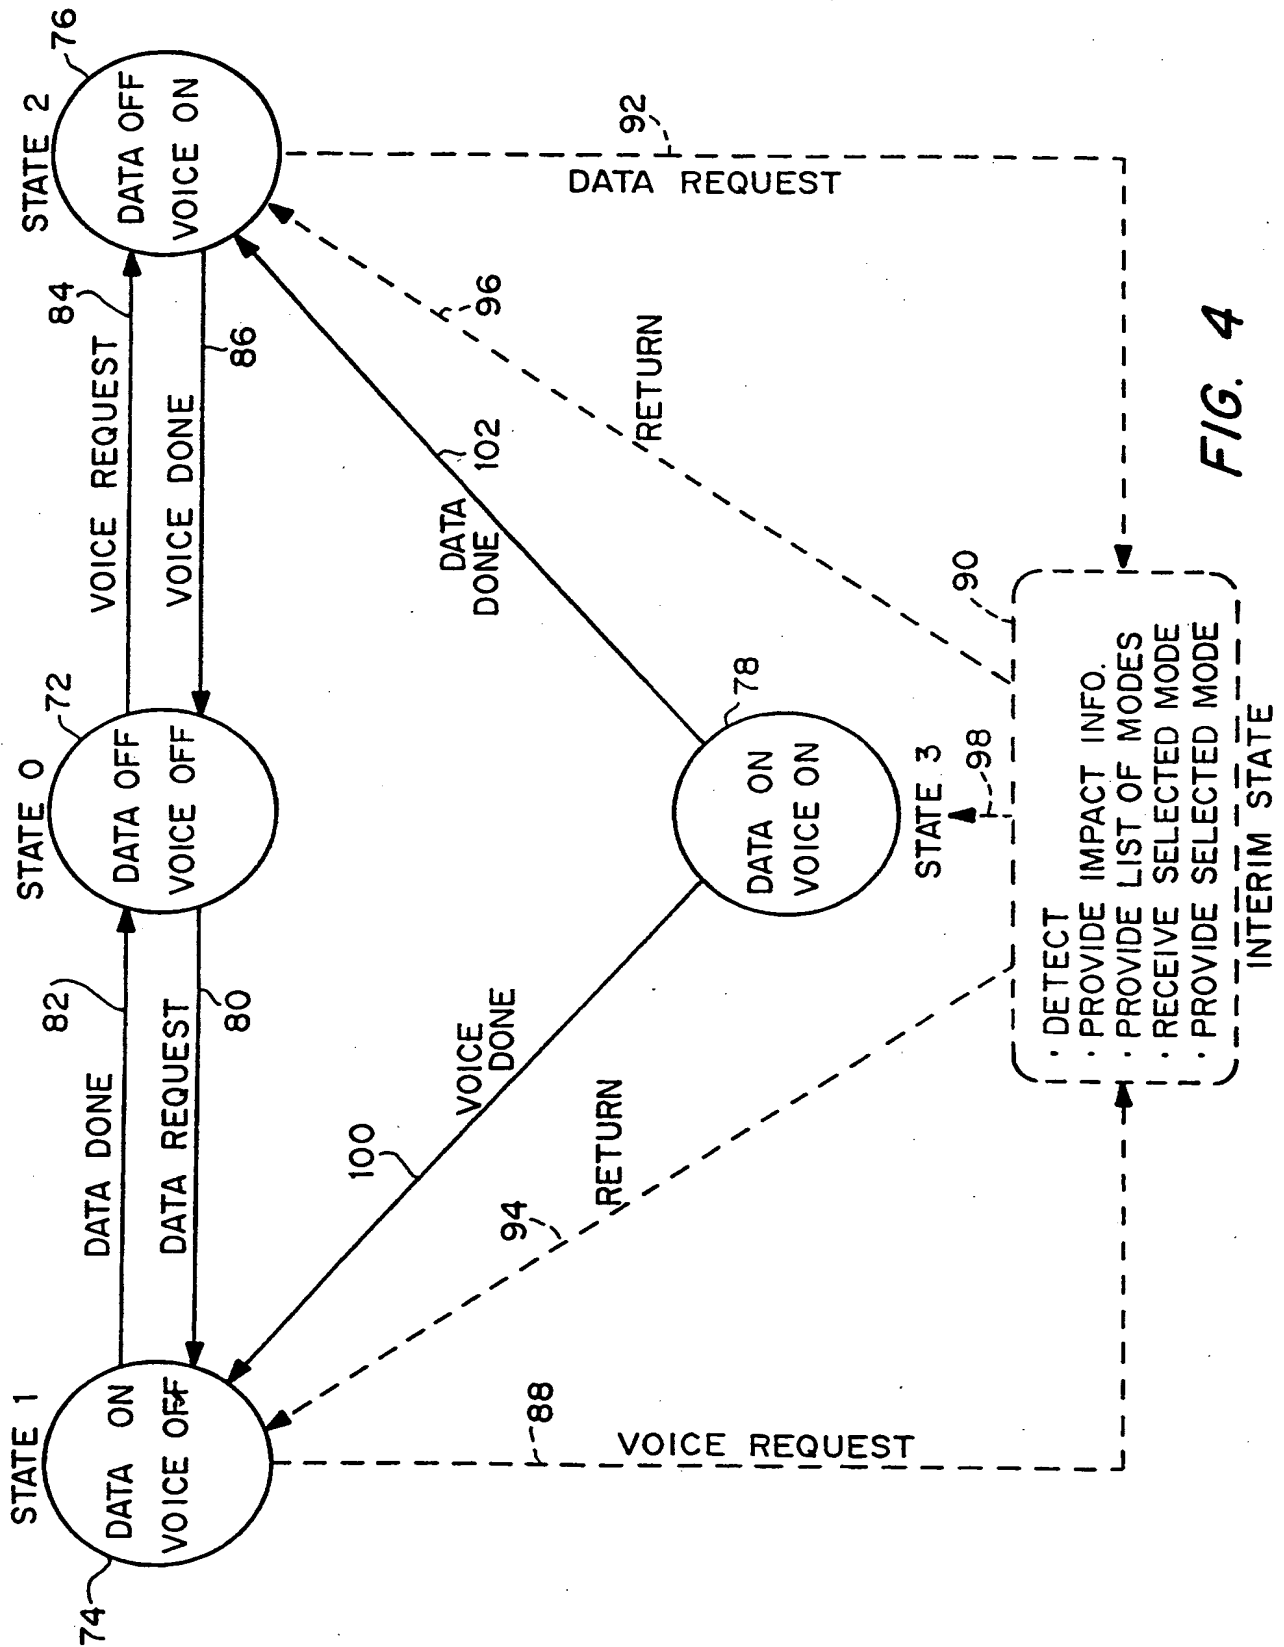 STATE 1
STATE 0
STATE 2
74
DATA ON
VOICE OFF
72
DATA OFF
VOICE OFF
76
DATA OFF
VOICE ON
82
DATA DONE
DATA REQUEST
80
84
VOICE REQUEST
VOICE DONE
86
100
VOICE
DONE
DATA
DONE
102
94
RETURN
96
RETURN
88
VOICE REQUEST
92
DATA REQUEST
78
DATA ON
VOICE ON
STATE 3
98
90
· DETECT
· PROVIDE IMPACT INFO.
· PROVIDE LIST OF MODES
· RECEIVE SELECTED MODE
· PROVIDE SELECTED MODE
INTERIM STATE
FIG. 4